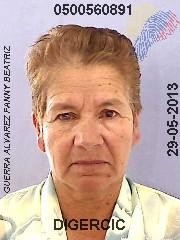 0500560891
GUERRA ALVAREZ FANNY BEATRIZ
29-05-2013
DIGERCIC